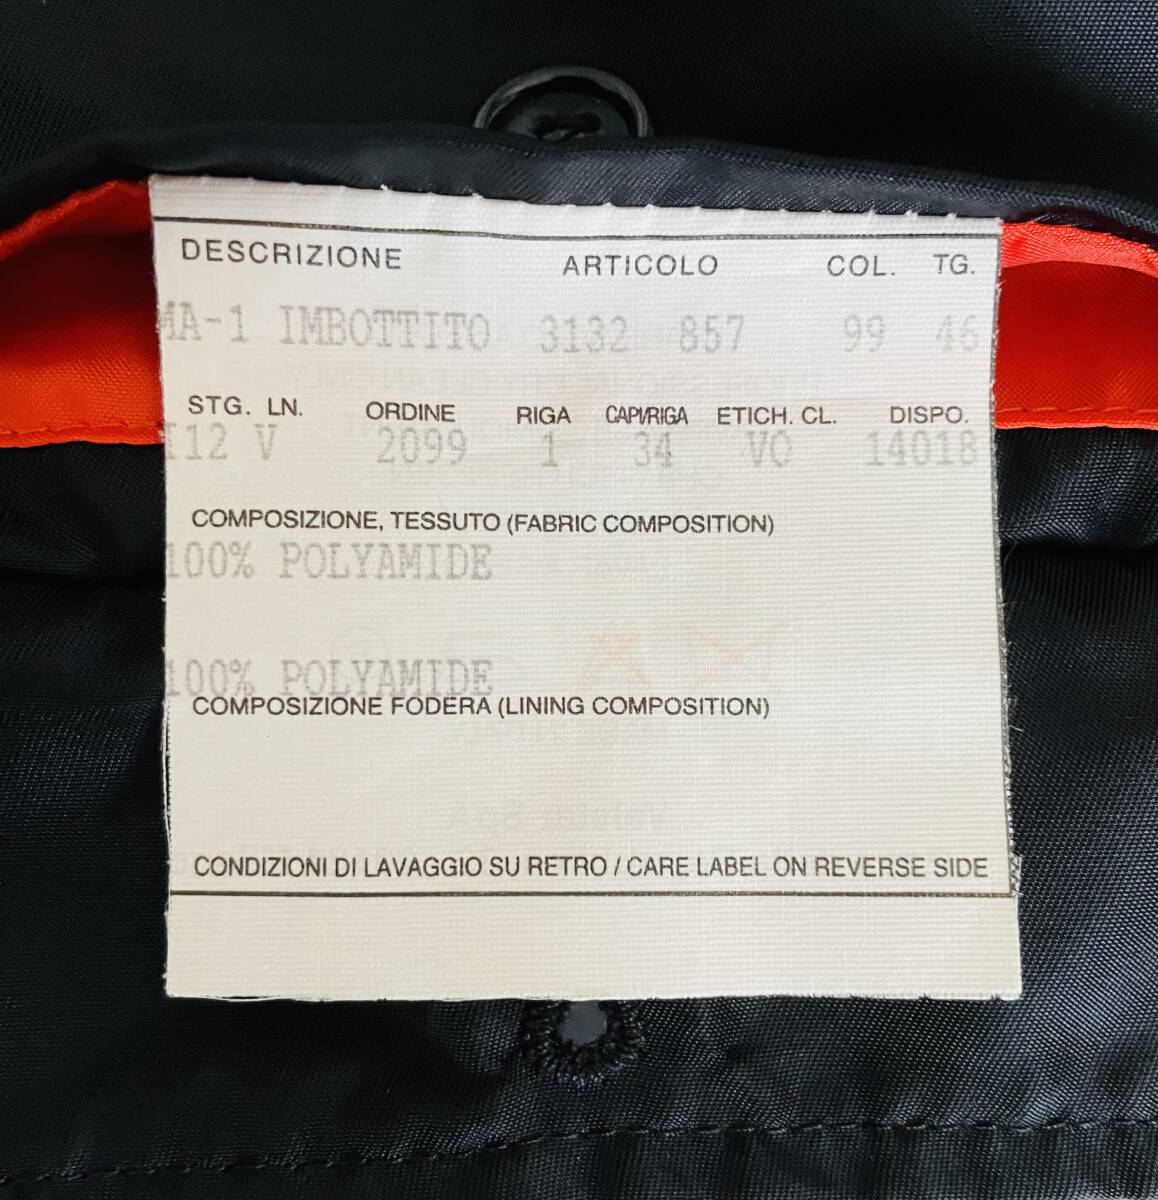 DESCRIZIONE ARTICOLO COL. TG.
MA-1 IMBOTTITO 3132 857 99 46
STG. LN. ORDINE RIGA CAPI/RIGA ETICH. CL. DISPO.
I12 V 2099 1 34 VO 14018
COMPOSIZIONE, TESSUTO (FABRIC COMPOSITION)
100% POLYAMIDE
100% POLYAMIDE
COMPOSIZIONE FODERA (LINING COMPOSITION)
CONDIZIONI DI LAVAGGIO SU RETRO / CARE LABEL ON REVERSE SIDE